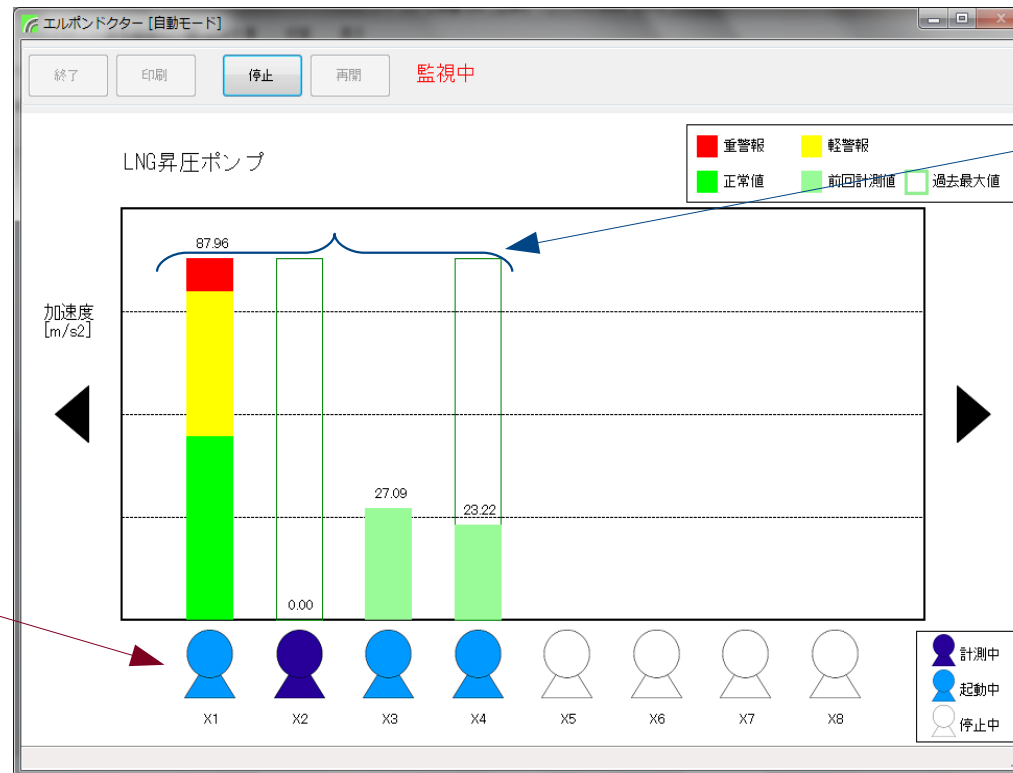 エルポンドクター [自動モード]
終了 印刷 停止 再開 監視中
LNG昇圧ポンプ
重警報 軽警報
正常値 前回計測値 過去最大値
加速度
[m/s2]
87.96
27.09
23.22
0.00
X1 X2 X3 X4 X5 X6 X7 X8
計測中
起動中
停止中